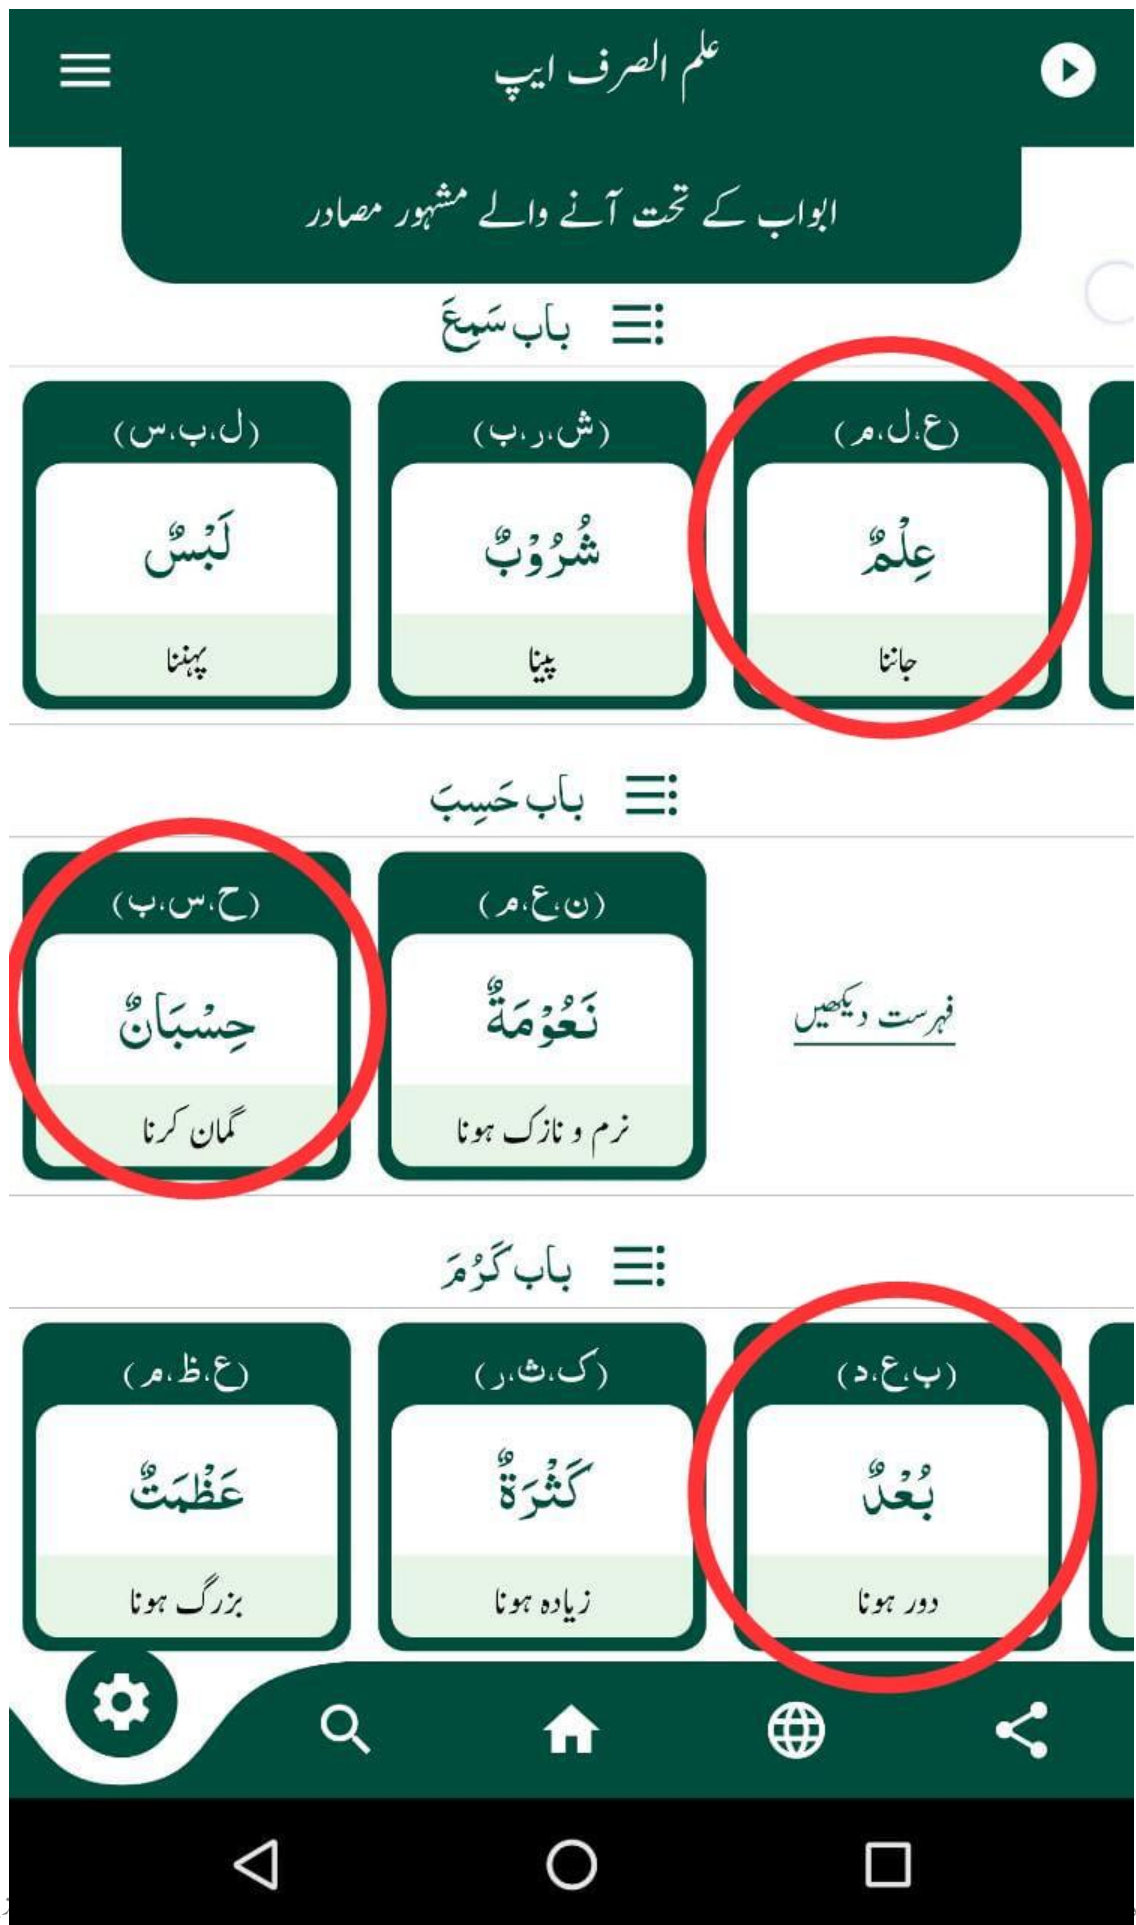 علم الصرف ایپ
ابواب کے تحت آنے والے مشہور مصادر
باب سَمِعَ
(ع،ل،م) (ش،ر،ب) (ل،ب،س)
عِلْمٌ شُرُوْبٌ لَبْسٌ
جاننا پینا پہننا
باب حَسِبَ
(ن،ع،م) (ح،س،ب)
فہرست دیکھیں نَعُوْمَةٌ حِسْبَانٌ
نرم و نازک ہونا گمان کرنا
باب کَرُمَ
(ب،ع،د) (ک،ث،ر) (ع،ظ،م)
بُعْدٌ کَثْرَةٌ عَظْمَتٌ
دور ہونا زیادہ ہونا بزرگ ہونا